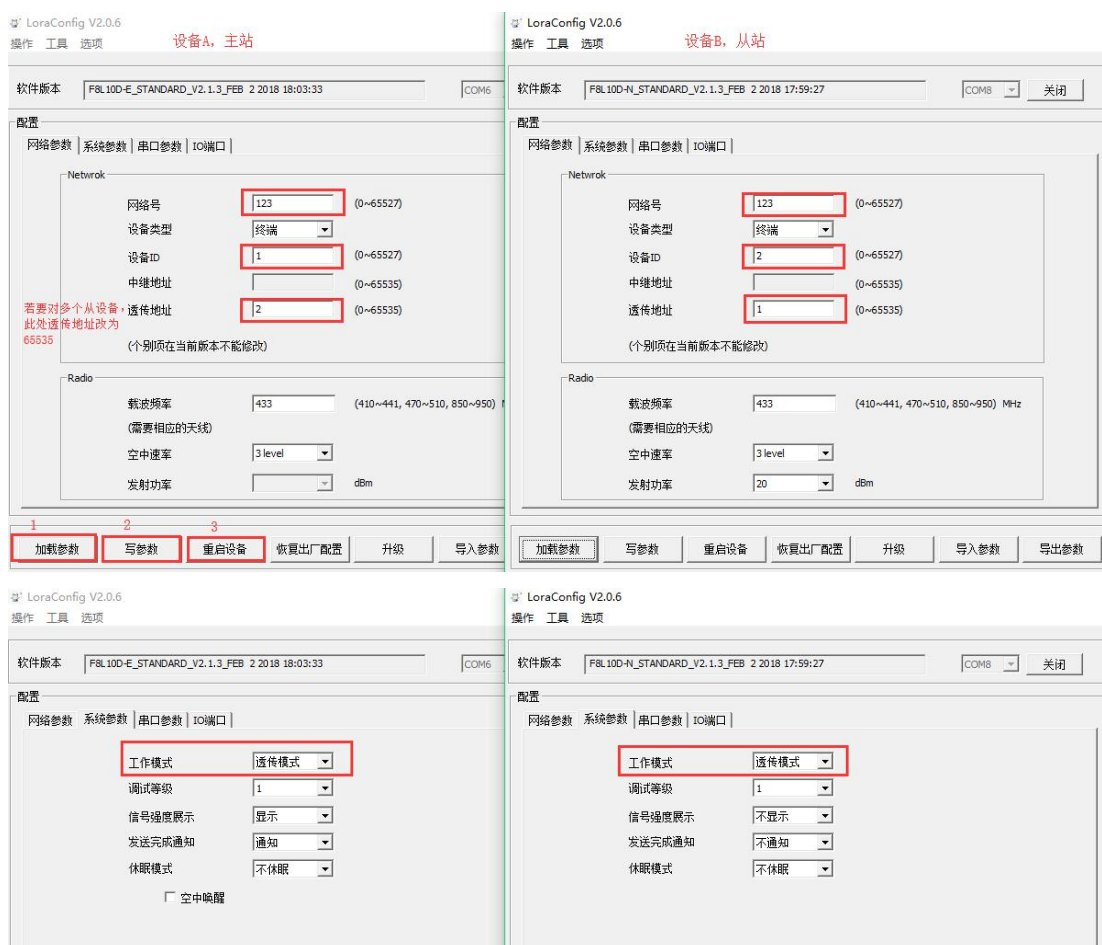 LoraConfig V2.0.6
操作 工具 选项
设备A，主站
软件版本 F8L10D-E_STANDARD_V2.1.3_FEB 2 2018 18:03:33 COM6
配置
网络参数 系统参数 串口参数 IO端口
Netwrok
网络号 123 (0~65527)
设备类型 终端
设备ID 1 (0~65527)
中继地址 (0~65535)
若要对多个从设备，
此处透传地址改为
65535
透传地址 2 (0~65535)
(个别项在当前版本不能修改)
Radio
载波频率 433 (410~441, 470~510, 850~950)
(需要相应的天线)
空中速率 3 level
发射功率 dBm
1 2 3
加载参数 写参数 重启设备 恢复出厂配置 升级 导入参数
LoraConfig V2.0.6
操作 工具 选项
设备B，从站
软件版本 F8L10D-N_STANDARD_V2.1.3_FEB 2 2018 17:59:27 COM8 关闭
配置
网络参数 系统参数 串口参数 IO端口
Netwrok
网络号 123 (0~65527)
设备类型 终端
设备ID 2 (0~65527)
中继地址 (0~65535)
透传地址 1 (0~65535)
(个别项在当前版本不能修改)
Radio
载波频率 433 (410~441, 470~510, 850~950) MHz
(需要相应的天线)
空中速率 3 level
发射功率 20 dBm
加载参数 写参数 重启设备 恢复出厂配置 升级 导入参数 导出参数
LoraConfig V2.0.6
操作 工具 选项
软件版本 F8L10D-E_STANDARD_V2.1.3_FEB 2 2018 18:03:33 COM6
配置
网络参数 系统参数 串口参数 IO端口
工作模式 透传模式
调试等级 1
信号强度展示 显示
发送完成通知 通知
休眠模式 不休眠
空中唤醒
LoraConfig V2.0.6
操作 工具 选项
软件版本 F8L10D-N_STANDARD_V2.1.3_FEB 2 2018 17:59:27 COM8 关闭
配置
网络参数 系统参数 串口参数 IO端口
工作模式 透传模式
调试等级 1
信号强度展示 不显示
发送完成通知 不通知
休眠模式 不休眠